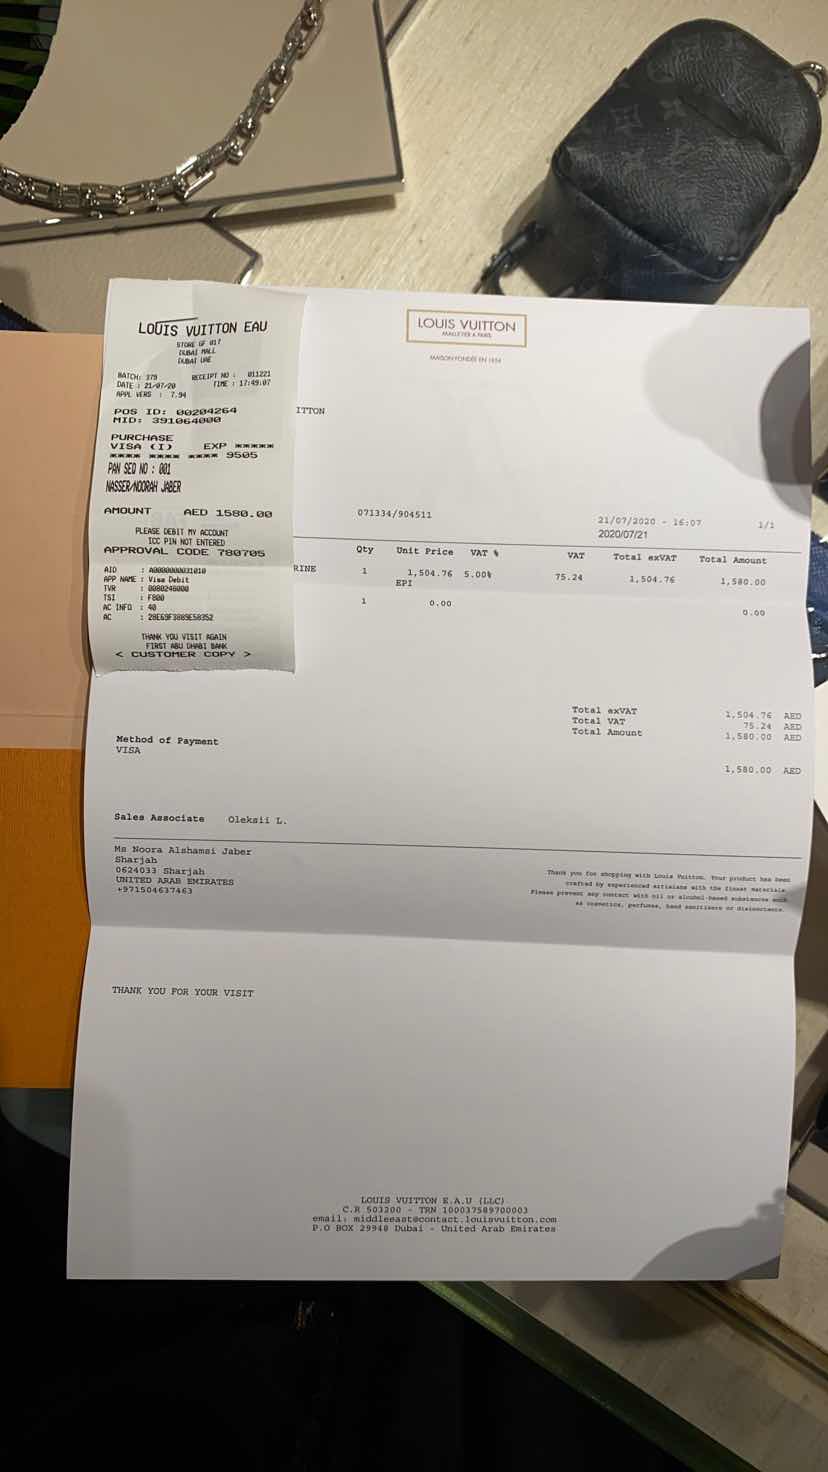 LOUIS VUITTON EAU
STORE GF 017
DUBAI MALL
DUBAI UAE
BATCH: 379 RECEIPT NO : 011221
DATE : 21/07/20 TIME : 17:49:07
APPL VERS : 7.94
POS ID: 00204264
MID: 391064000
PURCHASE
VISA (I) EXP *****
**** **** **** 9505
PAN SEQ NO : 001
NASSER/NOORAH JABER
AMOUNT AED 1580.00
PLEASE DEBIT MY ACCOUNT
ICC PIN NOT ENTERED
APPROVAL CODE 780705
AID : A0000000031010
APP NAME : Visa Debit
TVR : 0080248000
TSI : F800
AC INFO : 40
AC : 28E69F3889E58352
THANK YOU VISIT AGAIN
FIRST ABU DHABI BANK
< CUSTOMER COPY >
LOUIS VUITTON
MALLETIER À PARIS
MAISON FONDÉE EN 1854
ITTON
071334/904511
21/07/2020 - 16:07 1/1
2020/07/21
Qty Unit Price VAT % VAT Total exVAT Total Amount
RINE 1 1,504.76 5.00% 75.24 1,504.76 1,580.00
EPI
1 0.00 0.00
Total exVAT 1,504.76 AED
Total VAT 75.24 AED
Total Amount 1,580.00 AED
Method of Payment
VISA
1,580.00 AED
Sales Associate Oleksii L.
Ms Noora Alshamsi Jaber
Sharjah
0624033 Sharjah
UNITED ARAB EMIRATES
+971504637463
Thank you for shopping with Louis Vuitton. Your product has been
crafted by experienced artisians with the finest materials.
Please prevent any contact with oil or alcohol-based substances such
as cosmetics, perfumes, hand sanitizers or disinfectants.
THANK YOU FOR YOUR VISIT
LOUIS VUITTON E.A.U (LLC)
C.R 503200 - TRN 100037589700003
email: middleeast@contact.louisvuitton.com
P.O BOX 29948 Dubai - United Arab Emirates